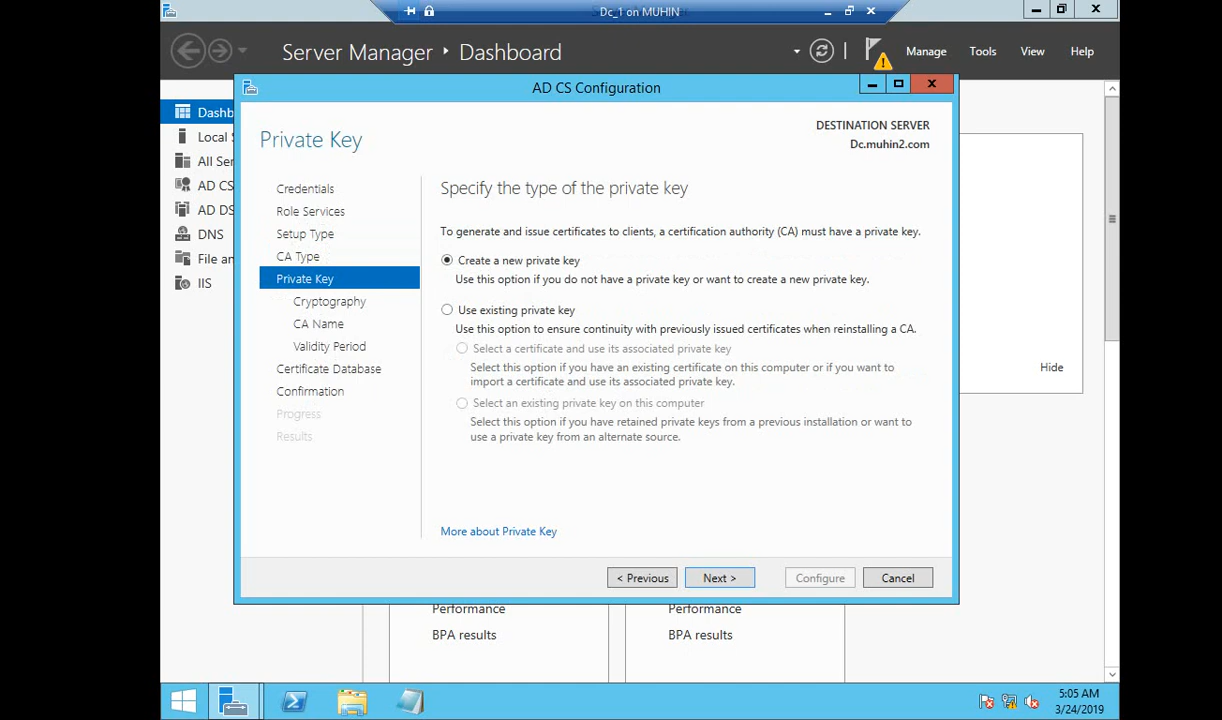 Dc_1 on MUHIN
Server Manager
Dashboard
Manage
Tools
View
Help
AD CS Configuration
Dashb
Local
All Ser
AD CS
AD DS
DNS
File an
IIS
Private Key
DESTINATION SERVER
Dc.muhin2.com
Credentials
Role Services
Setup Type
CA Type
Private Key
Cryptography
CA Name
Validity Period
Certificate Database
Confirmation
Progress
Results
Specify the type of the private key
To generate and issue certificates to clients, a certification authority (CA) must have a private key.
Create a new private key
Use this option if you do not have a private key or want to create a new private key.
Use existing private key
Use this option to ensure continuity with previously issued certificates when reinstalling a CA.
Select a certificate and use its associated private key
Select this option if you have an existing certificate on this computer or if you want to
import a certificate and use its associated private key.
Select an existing private key on this computer
Select this option if you have retained private keys from a previous installation or want to
use a private key from an alternate source.
More about Private Key
Hide
< Previous
Next >
Configure
Cancel
Performance
BPA results
Performance
BPA results
5:05 AM
3/24/2019